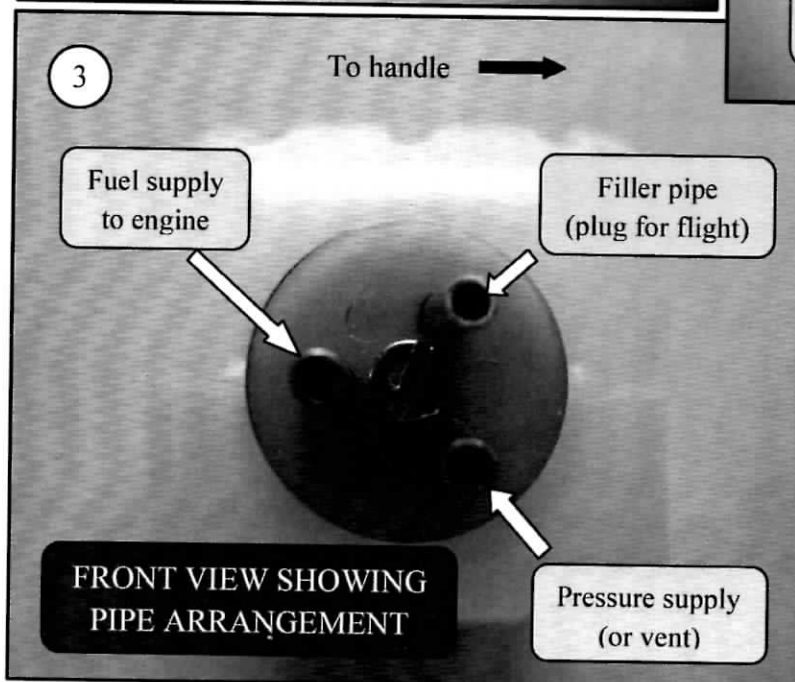 3
To handle
Fuel supply
to engine
Filler pipe
(plug for flight)
FRONT VIEW SHOWING
PIPE ARRANGEMENT
Pressure supply
(or vent)